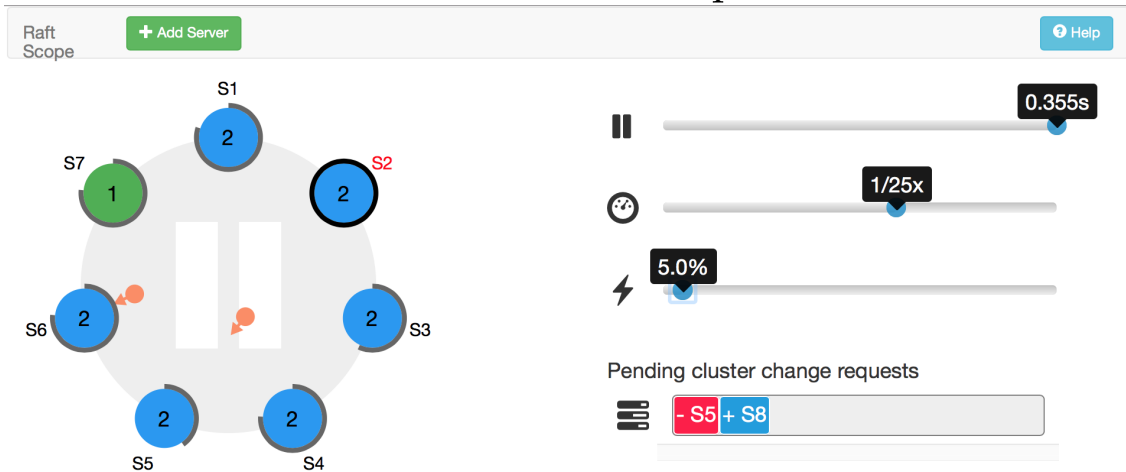 Raft
Scope
+ Add Server
Help
S1
2
S7
1
S2
2
S6
2
2
S3
2
S5
2
S4
0.355s
1/25x
5.0%
Pending cluster change requests
- S5 + S8